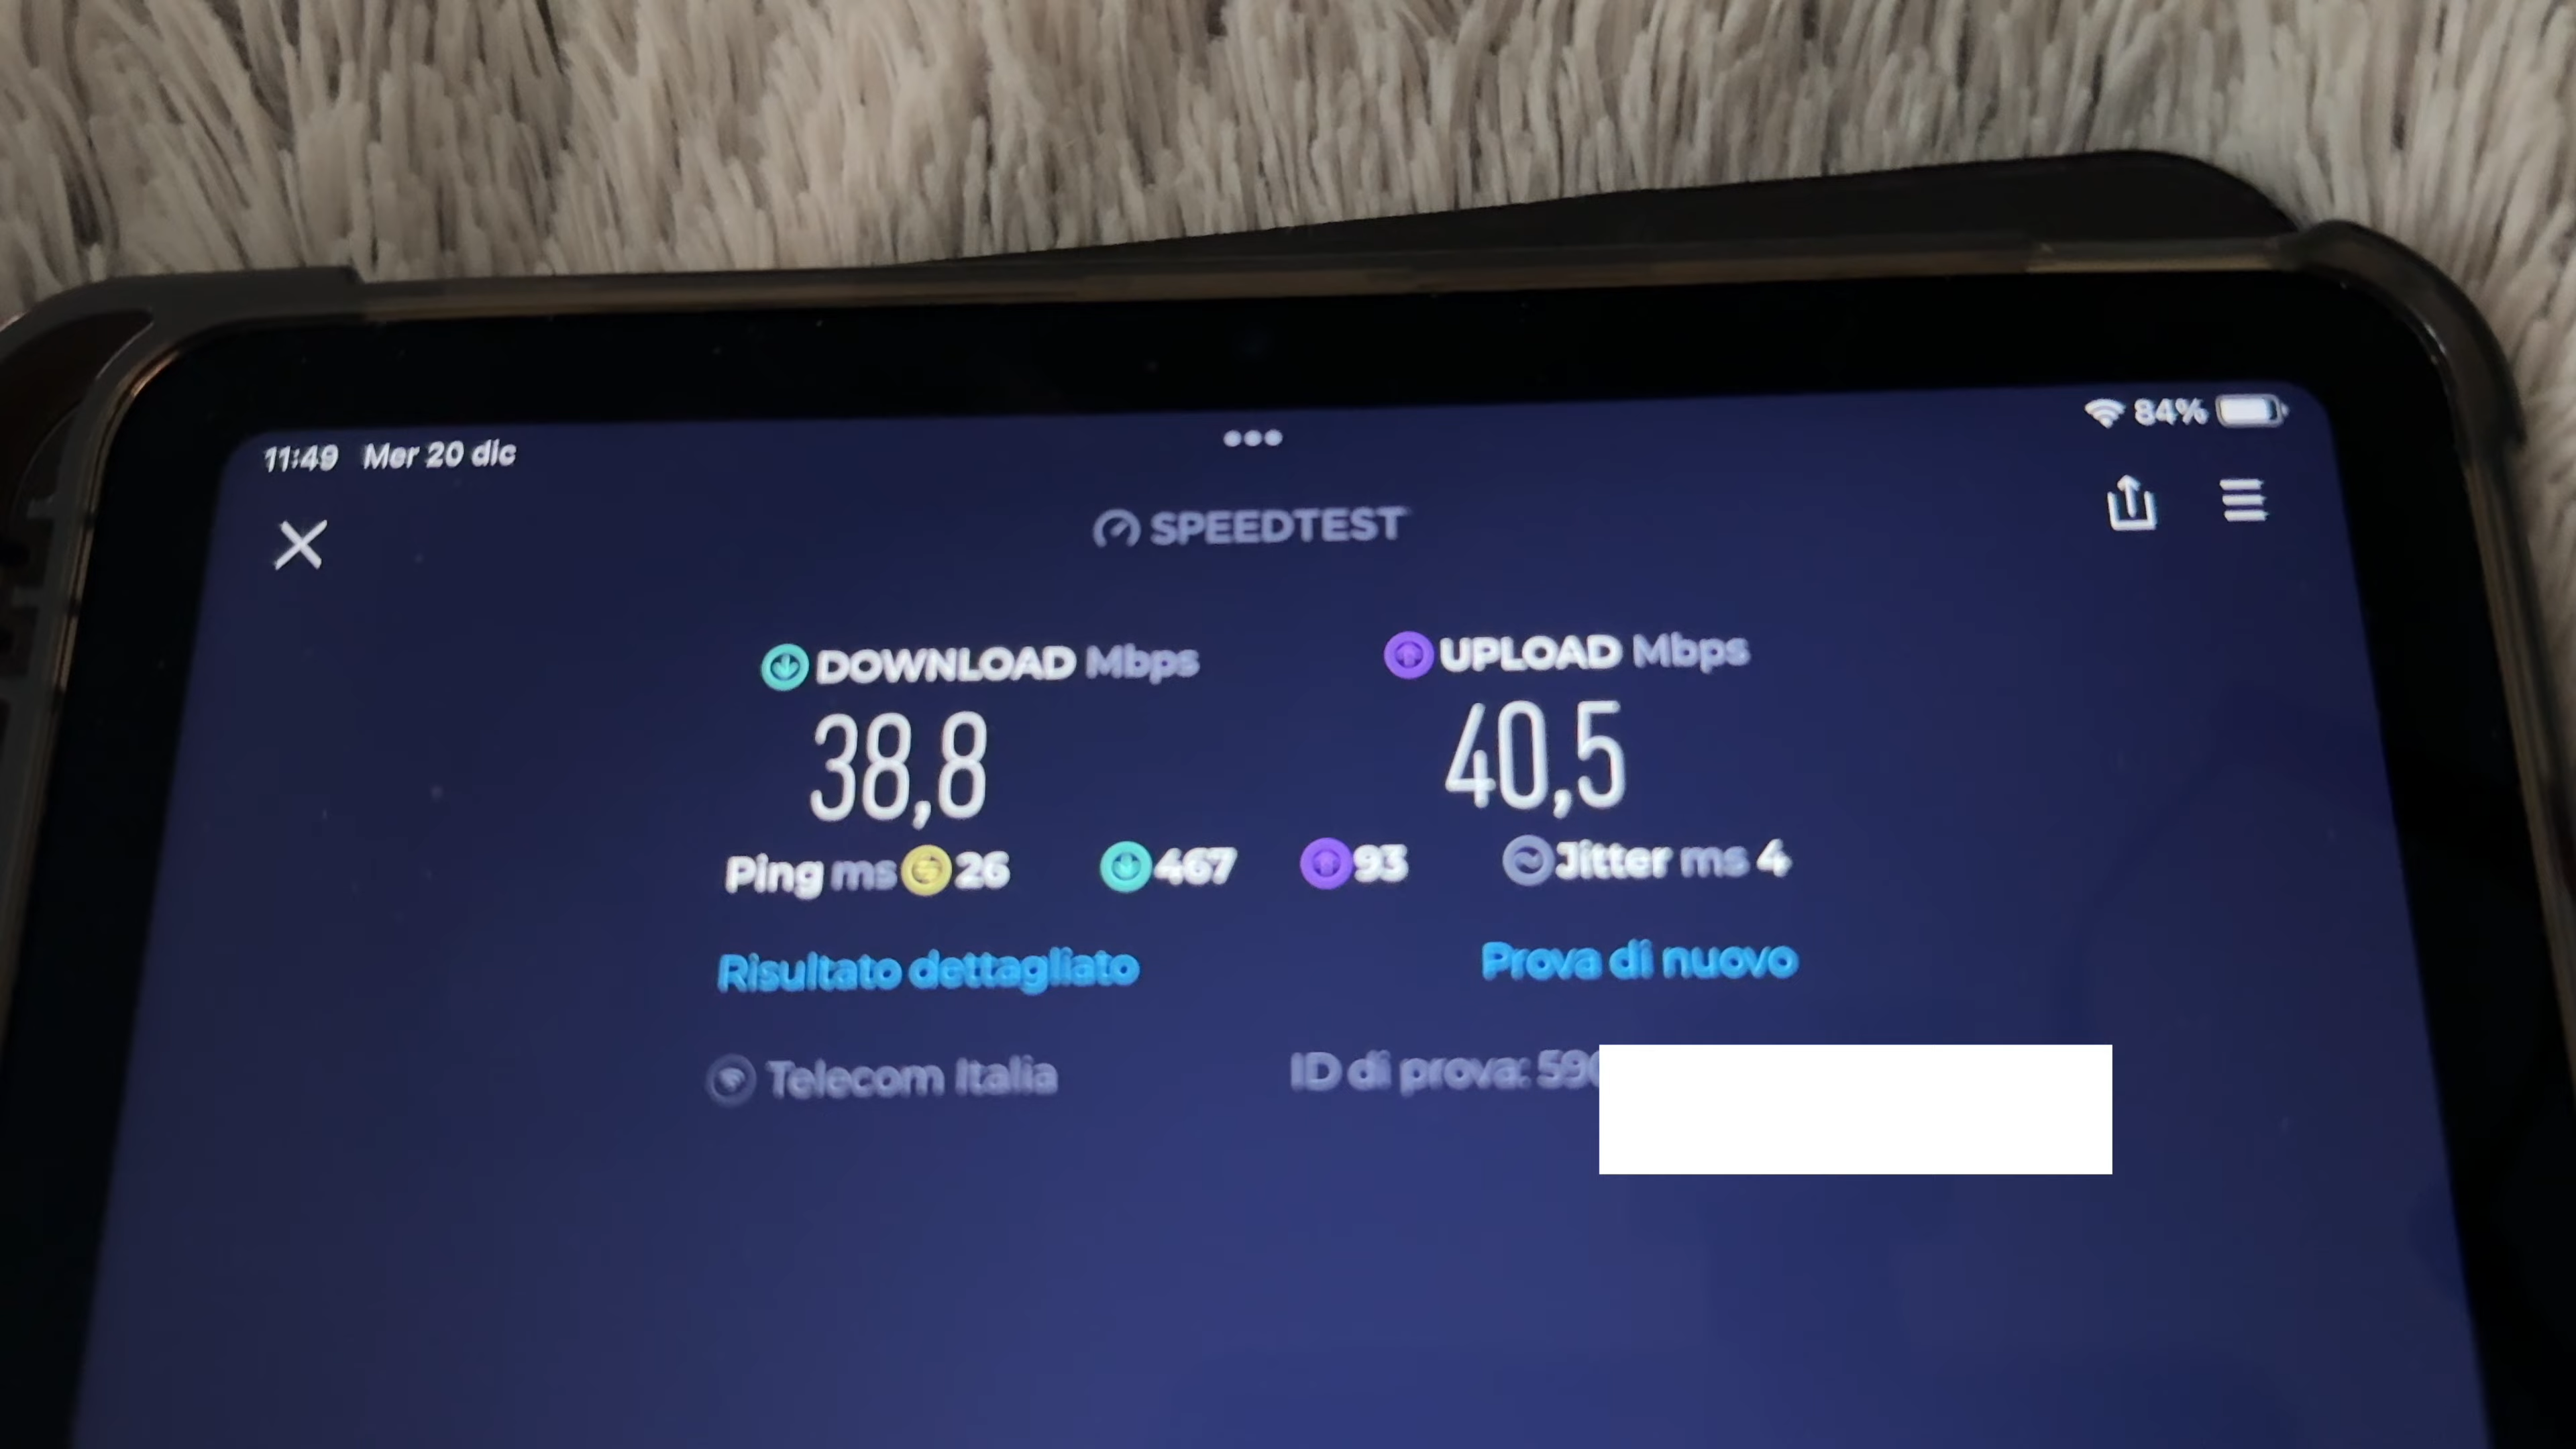 11:49 Mer 20 dic
84%
SPEEDTEST
DOWNLOAD Mbps
38,8
UPLOAD Mbps
40,5
Ping ms 26 467 93 Jitter ms 4
Risultato dettagliato
Prova di nuovo
Telecom Italia
ID di prova: 590